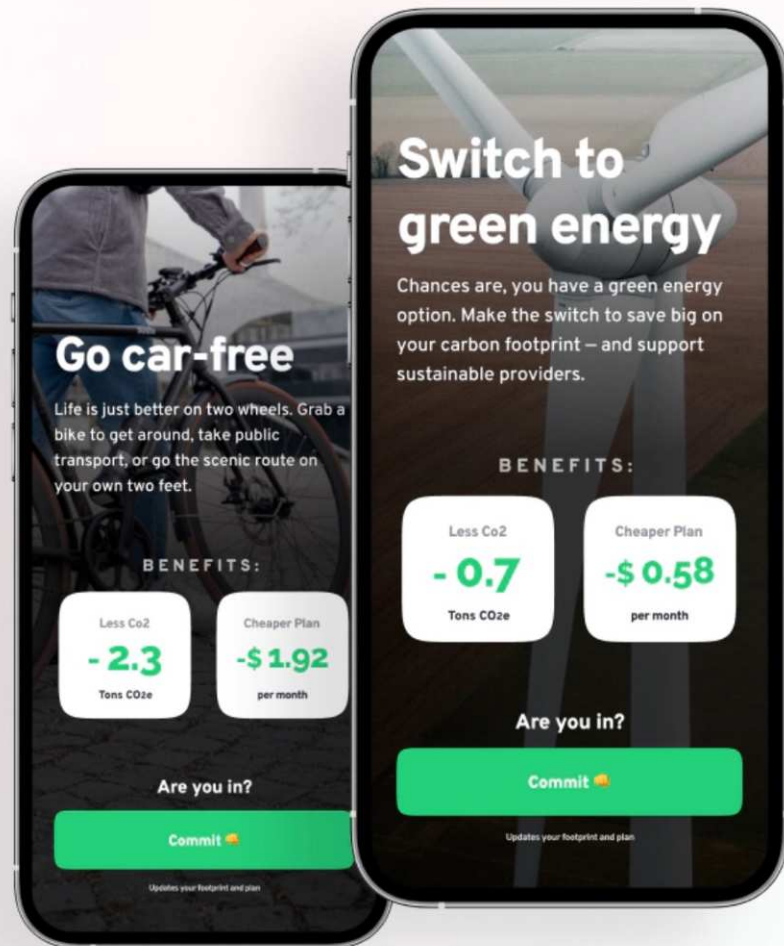 Go car-free
Life is just better on two wheels. Grab a
bike to get around, take public
transport, or go the scenic route on
your own two feet.
BENEFITS:
Less Co2
- 2.3
Tons CO2e
Cheaper Plan
-$ 1.92
per month
Are you in?
Commit 👊
Updates your footprint and plan
Switch to
green energy
Chances are, you have a green energy
option. Make the switch to save big on
your carbon footprint – and support
sustainable providers.
BENEFITS:
Less Co2
- 0.7
Tons CO2e
Cheaper Plan
-$ 0.58
per month
Are you in?
Commit 👊
Updates your footprint and plan